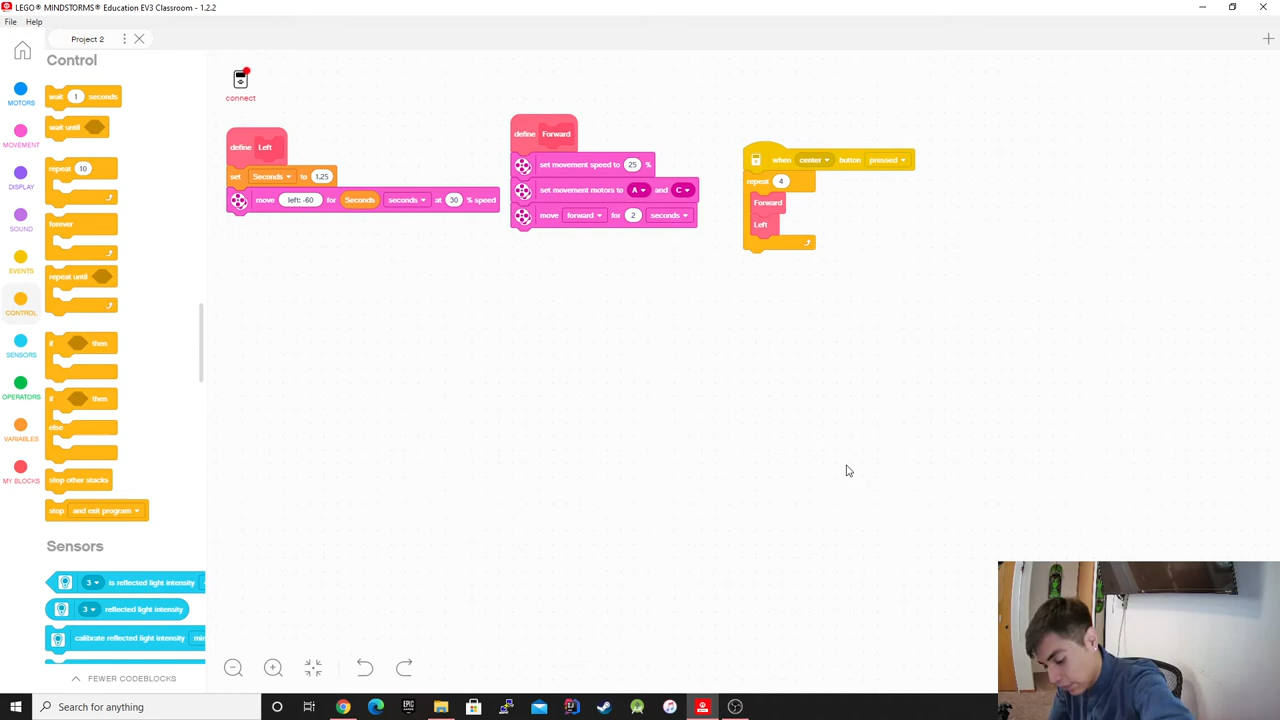 LEGO® MINDSTORMS® Education EV3 Classroom - 1.2.2
File Help
Project 2
Control
connect
MOTORS
MOVEMENT
DISPLAY
SOUND
EVENTS
CONTROL
SENSORS
OPERATORS
VARIABLES
MY BLOCKS
wait 1 seconds
wait until
repeat 10
forever
repeat until
if then
if then
else
stop other stacks
stop and exit program
Sensors
3 is reflected light intensity
3 reflected light intensity
calibrate reflected light intensity
FEWER CODEBLOCKS
define Left
set Seconds to 1.25
move left: -60 for Seconds seconds at 30 % speed
define Forward
set movement speed to 25 %
set movement motors to A and C
move forward for 2 seconds
when center button pressed
repeat 4
Forward
Left
Search for anything
EPIC